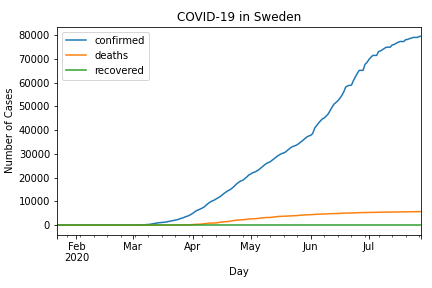 COVID-19 in Sweden
confirmed
deaths
recovered
80000
70000
60000
50000
40000
30000
20000
10000
0
Number of Cases
Feb
2020
Mar
Apr
May
Jun
Jul
Day